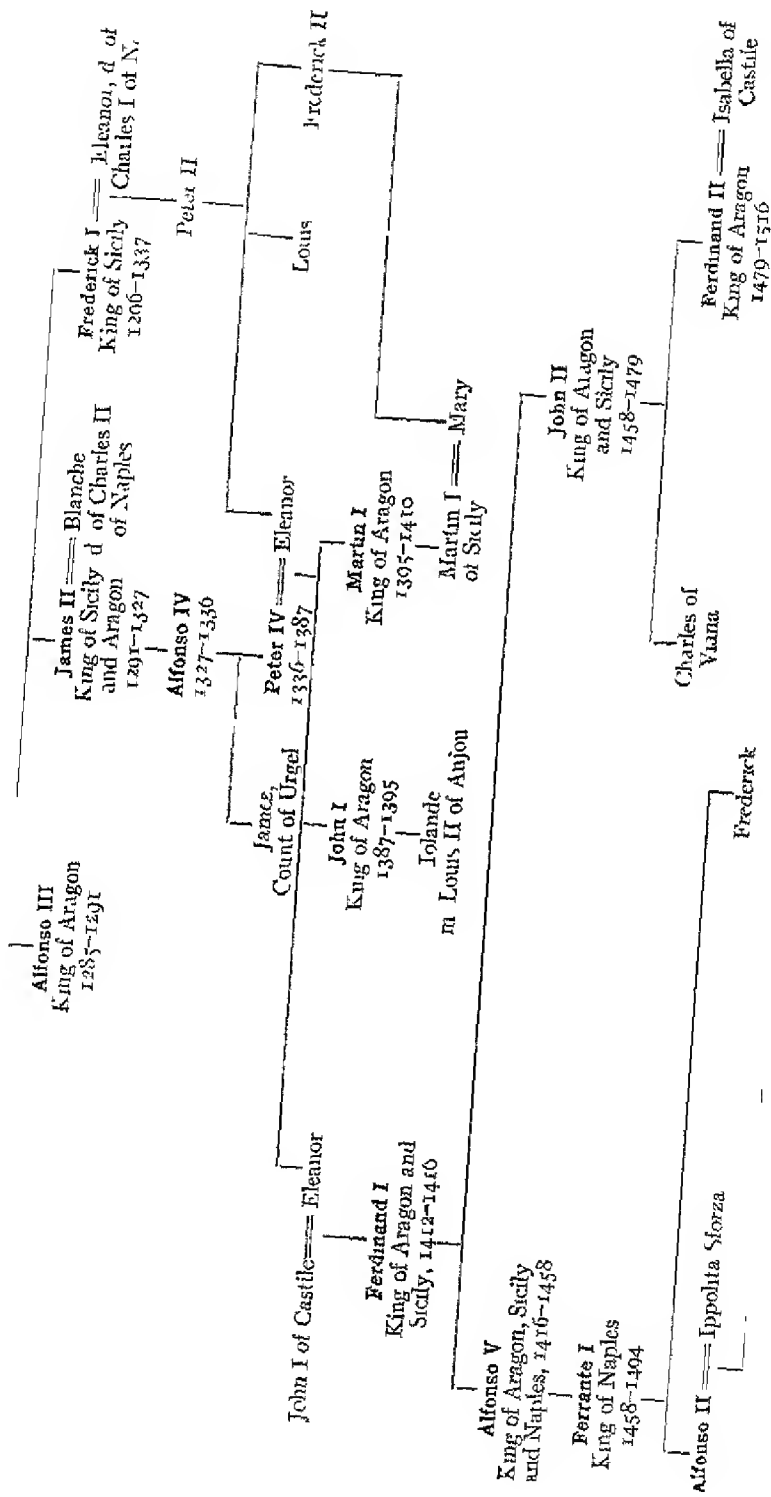 Alfonso III
King of Aragon
1285-1291
James II == Blanche
King of Sicily d of Charles II
and Aragon of Naples
1291-1327
Frederick I == Eleanor, d of
King of Sicily Charles I of N.
1296-1337
Alfonso IV
1327-1336
Peter II
James,
Count of Urgel
Peter IV == Eleanor
1336-1387
Louis
Frederick II
John I of Castile == Eleanor
John I
King of Aragon
1387-1395
Martin I
King of Aragon
1395-1410
Ferdinand I
King of Aragon and
Sicily, 1412-1416
Iolande
m Louis II of Anjou
Martin I == Mary
of Sicily
Alfonso V
King of Aragon, Sicily
and Naples, 1416-1458
John II
King of Aragon
and Sicily
1458-1479
Ferrante I
King of Naples
1458-1494
Charles of
Viana
Ferdinand II == Isabella of
King of Aragon Castile
1479-1516
Alfonso II == Ippolita Sforza
Frederick